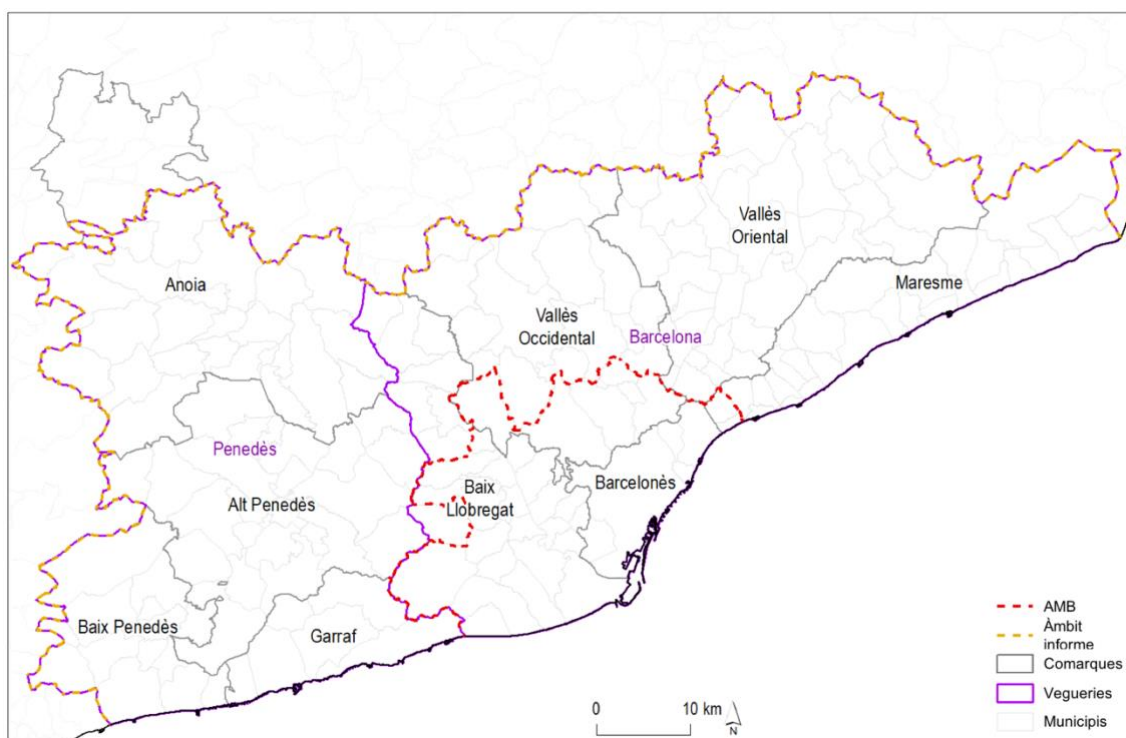 Vallès
Oriental
Anoia
Maresme
Vallès
Occidental
Barcelona
Penedès
Baix
Llobregat
Barcelonès
Alt Penedès
Baix Penedès
Garraf
AMB
Àmbit
informe
Comarques
Vegueries
Municipis
0 10 km
N